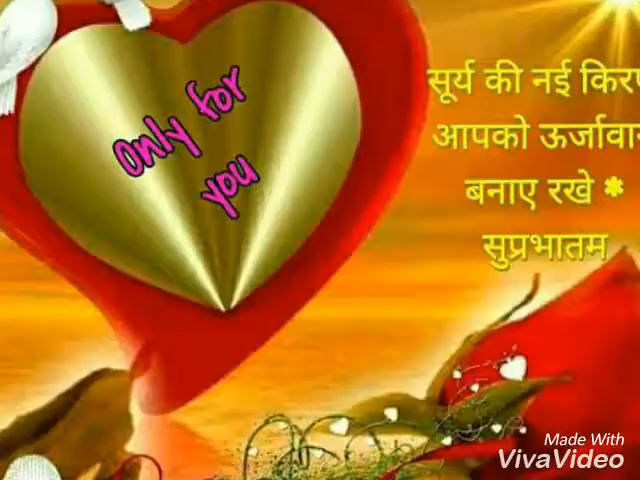 Only for
you
सूर्य की नई
आपको
बनाए रखे *
सुप्रभातम
Made With
VivaVideo